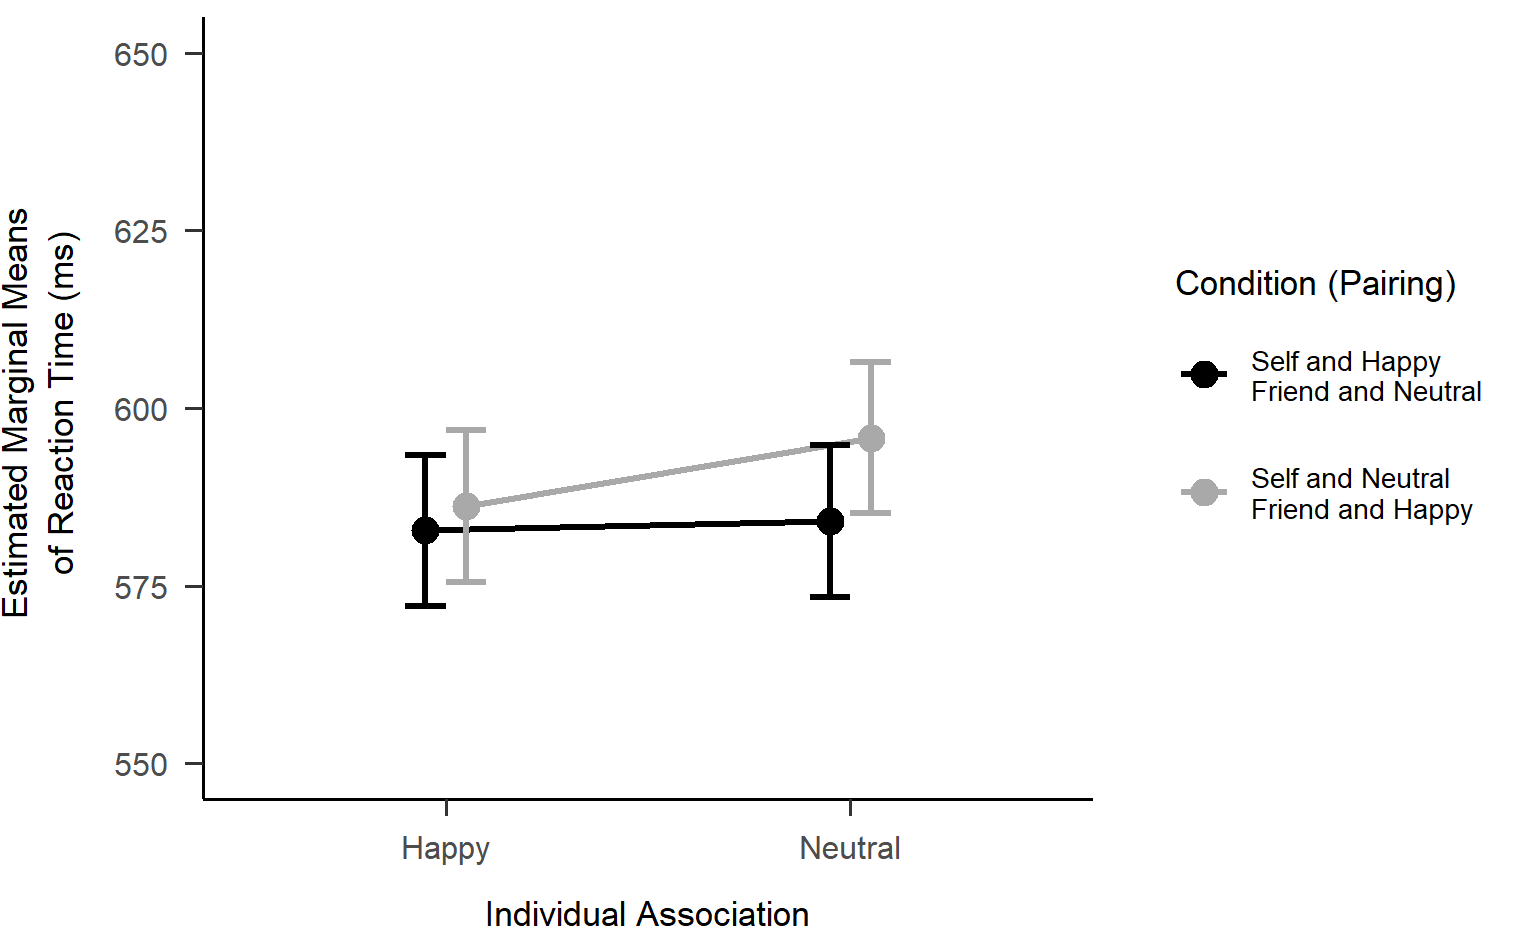 Estimated Marginal Means
of Reaction Time (ms)
650
625
600
575
550
Happy
Neutral
Individual Association
Condition (Pairing)
Self and Happy
Friend and Neutral
Self and Neutral
Friend and Happy